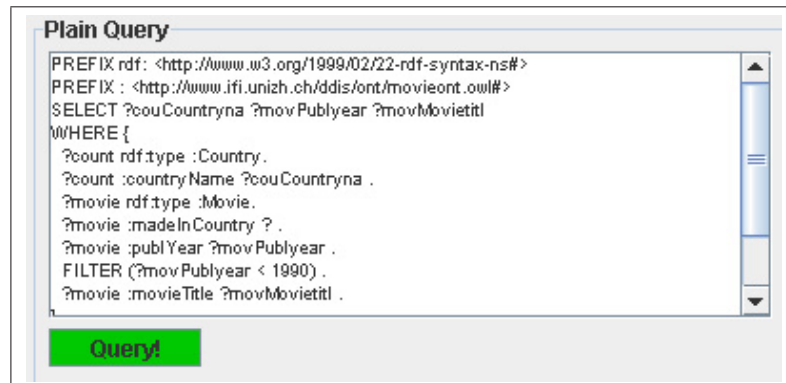 Plain Query
PREFIX rdf: <http://www.w3.org/1999/02/22-rdf-syntax-ns#>
PREFIX : <http://www.ifi.unizh.ch/ddis/ont/movieont.owl#>
SELECT ?couCountryna ?movPublyear ?movMovietitl
WHERE {
?count rdf:type :Country.
?count :countryName ?couCountryna .
?movie rdf:type :Movie.
?movie :madeInCountry ? .
?movie :publYear ?movPublyear .
FILTER (?movPublyear < 1990) .
?movie :movieTitle ?movMovietitl .
Query!